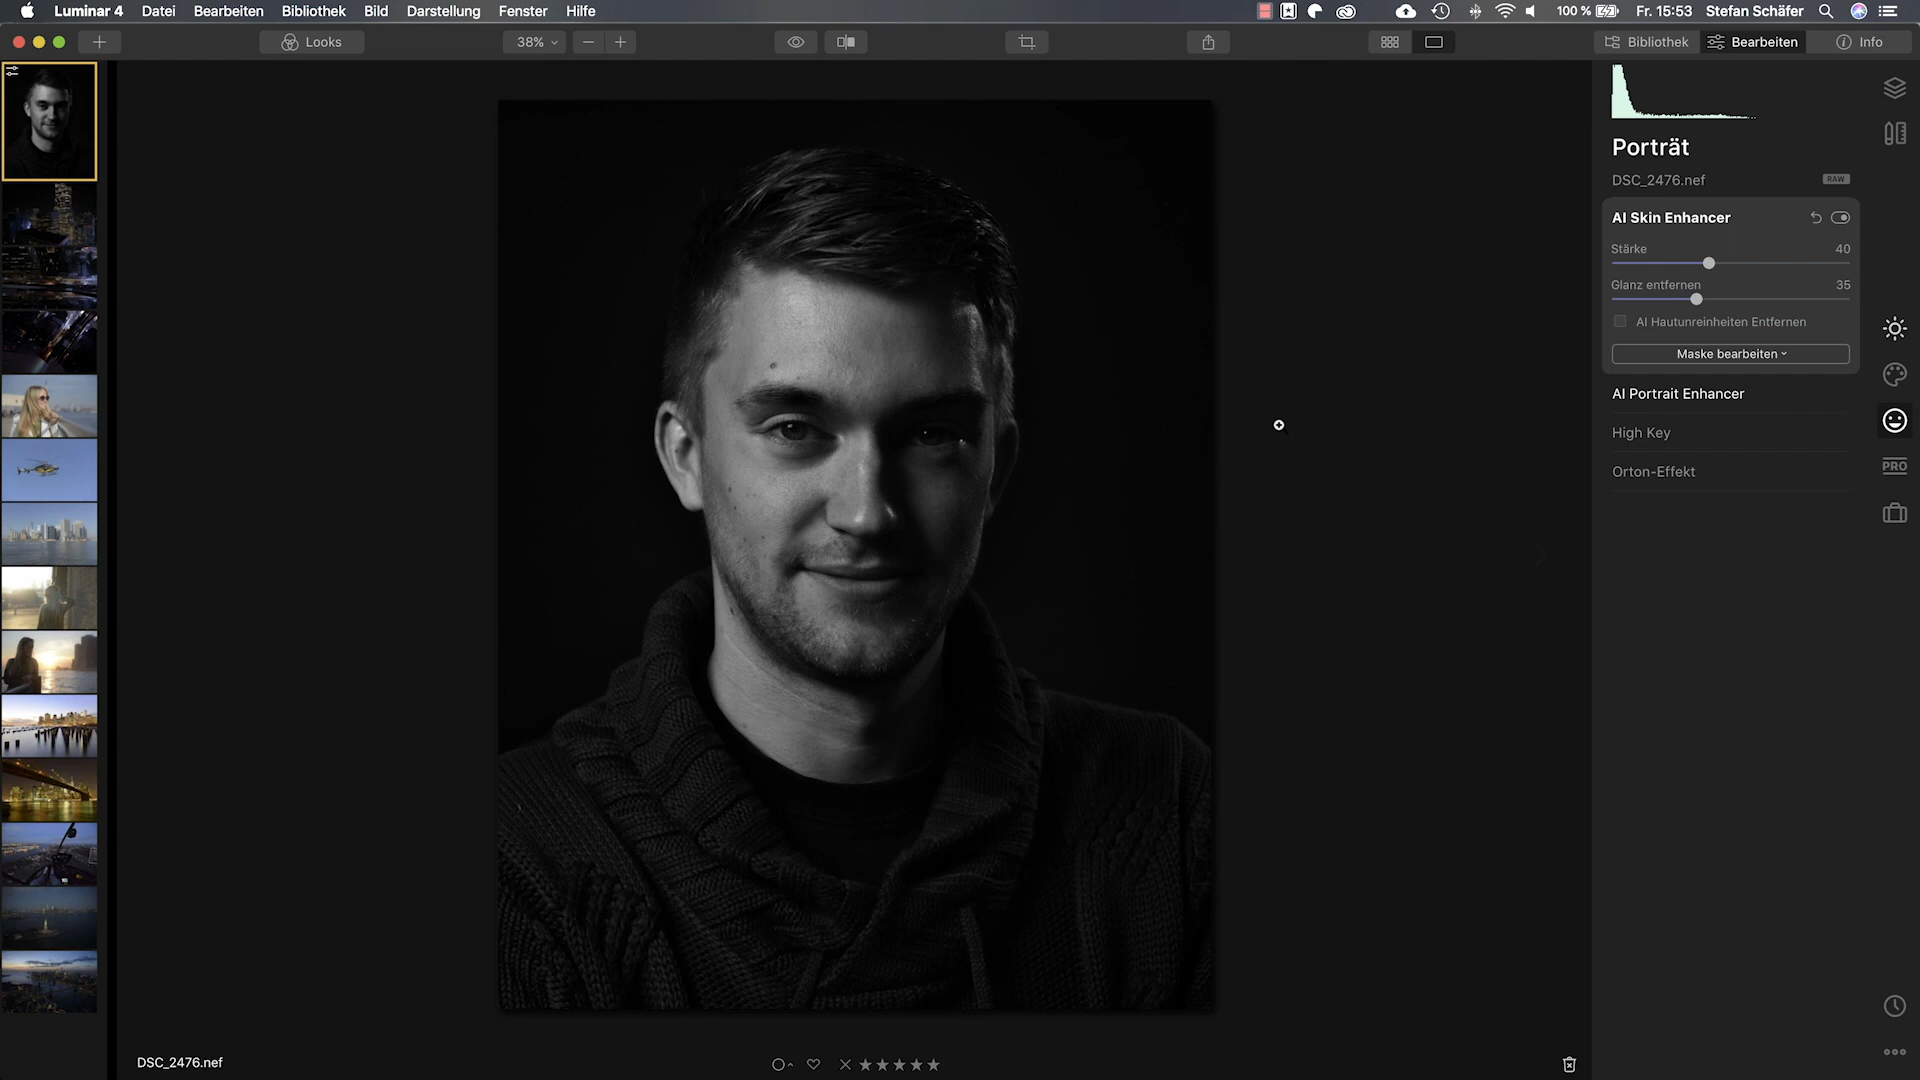 Luminar 4 Datei Bearbeiten Bibliothek Bild Darstellung Fenster Hilfe
100 % Fr. 15:53 Stefan Schäfer
Looks 38%
Bibliothek Bearbeiten Info
Porträt
DSC_2476.nef RAW
AI Skin Enhancer
Stärke 40
Glanz entfernen 35
AI Hautunreinheiten Entfernen
Maske bearbeiten
AI Portrait Enhancer
High Key
PRO
Orton-Effekt
DSC_2476.nef